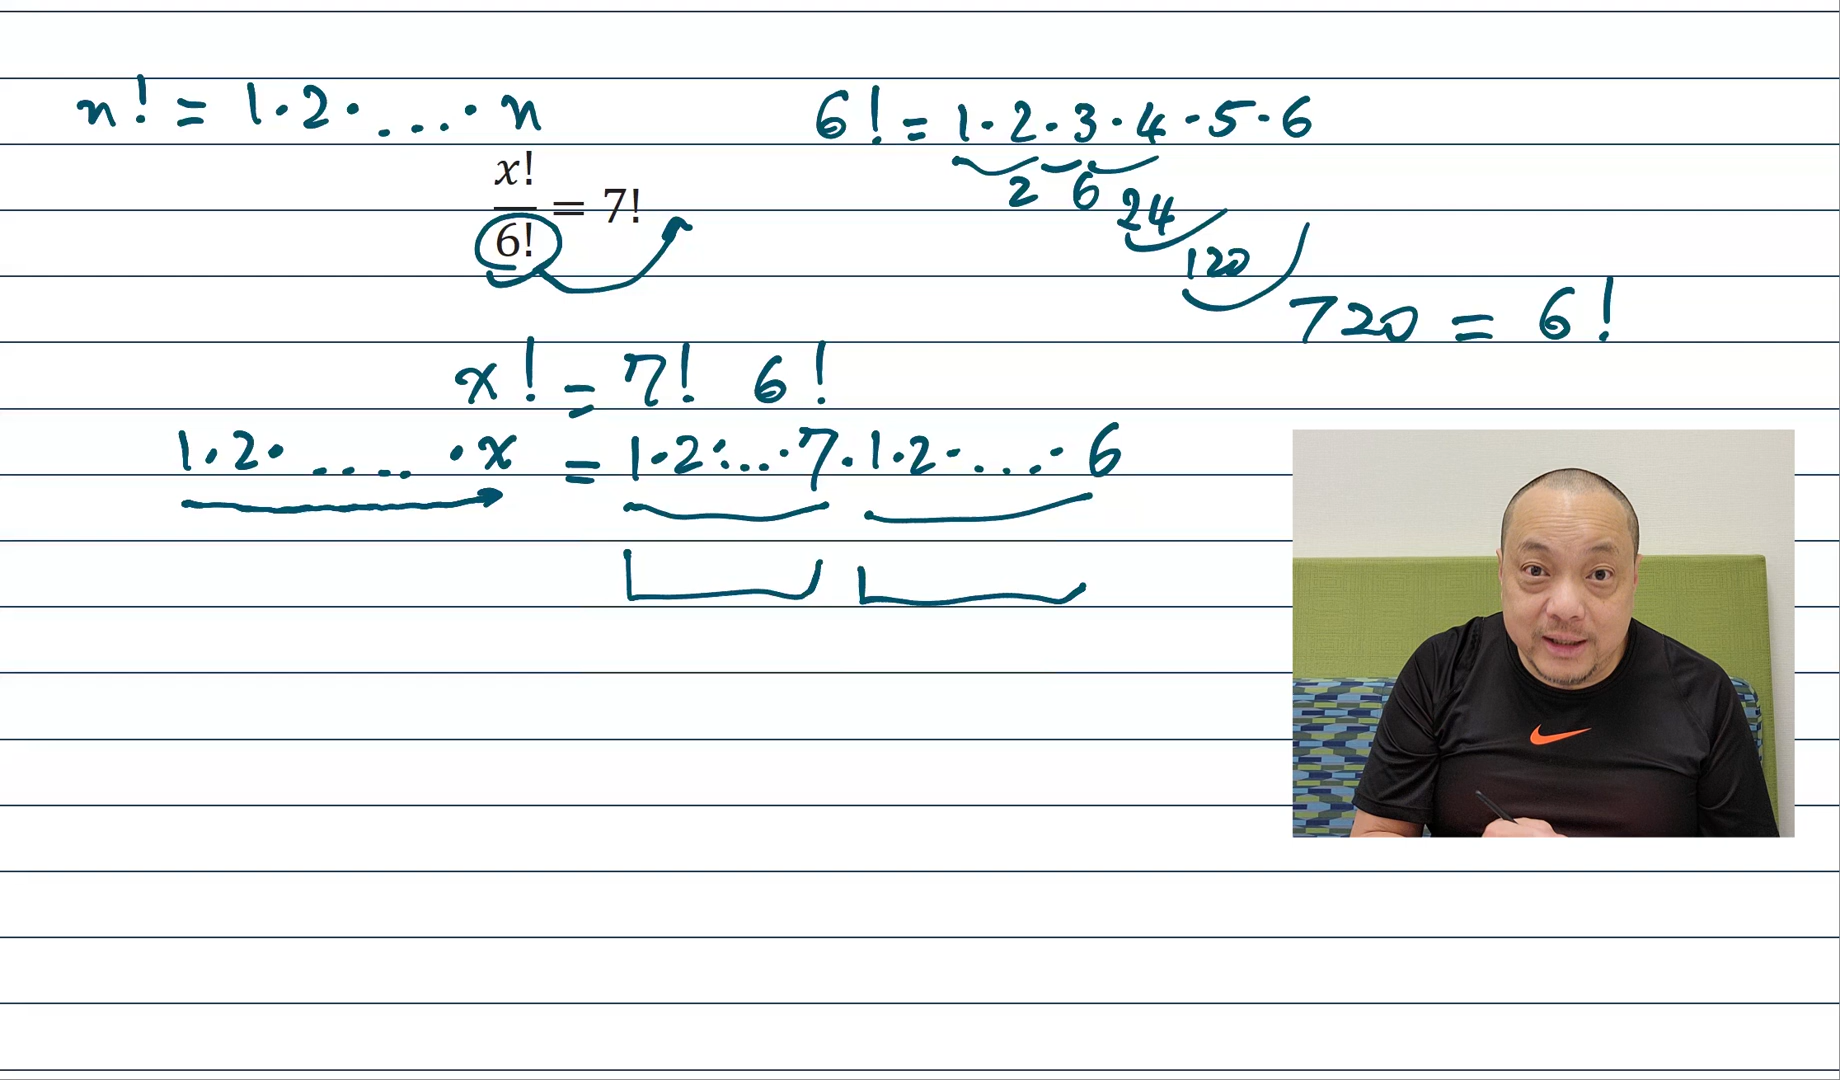 n! = 1·2·...·n
6! = 1·2·3·4·5·6
x!
6!
= 7!
2 6 24
120
720 = 6!
x! = 7! 6!
1·2·.....·x = 1·2·...·7·1·2·....·6